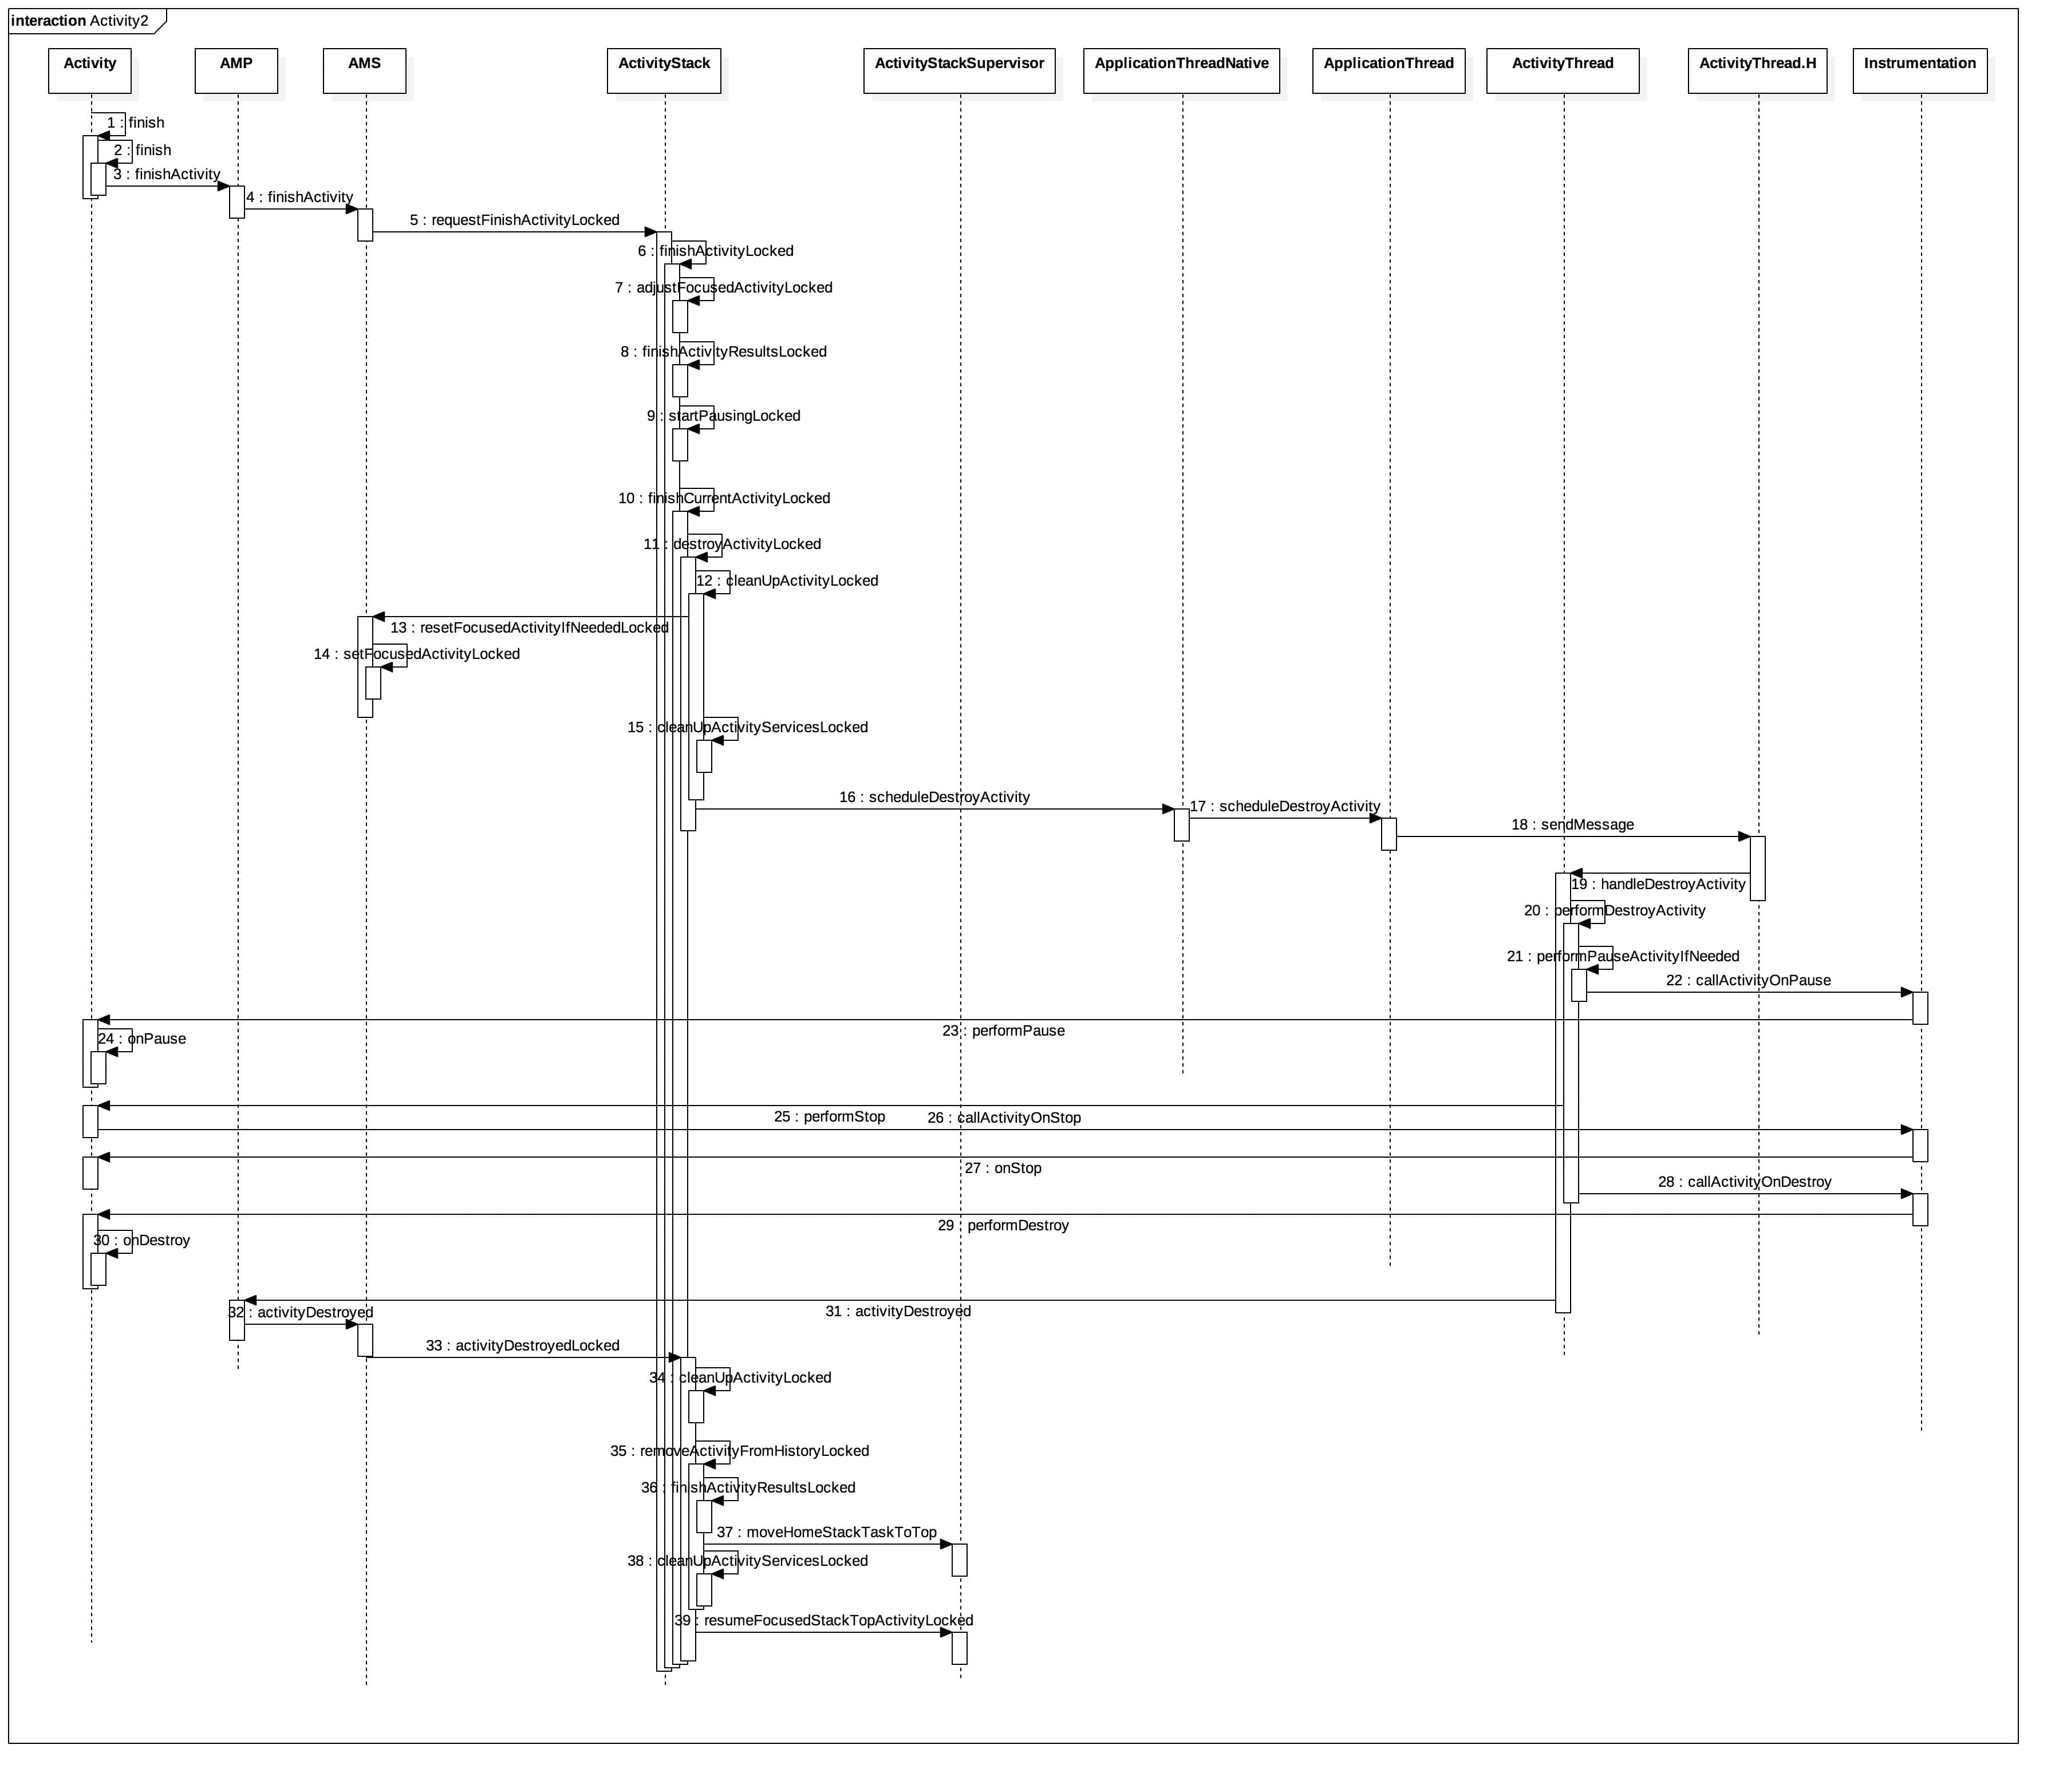 interaction Activity2
Activity
AMP
AMS
ActivityStack
ActivityStackSupervisor
ApplicationThreadNative
ApplicationThread
ActivityThread
ActivityThread.H
Instrumentation
1 : finish
2 : finish
3 : finishActivity
4 : finishActivity
5 : requestFinishActivityLocked
6 : finishActivityLocked
7 : adjustFocusedActivityLocked
8 : finishActivityResultsLocked
9 : startPausingLocked
10 : finishCurrentActivityLocked
11 : destroyActivityLocked
12 : cleanUpActivityLocked
13 : resetFocusedActivityIfNeededLocked
14 : setFocusedActivityLocked
15 : cleanUpActivityServicesLocked
16 : scheduleDestroyActivity
17 : scheduleDestroyActivity
18 : sendMessage
19 : handleDestroyActivity
20 : performDestroyActivity
21 : performPauseActivityIfNeeded
22 : callActivityOnPause
23 : performPause
24 : onPause
25 : performStop
26 : callActivityOnStop
27 : onStop
28 : callActivityOnDestroy
29 : performDestroy
30 : onDestroy
31 : activityDestroyed
32 : activityDestroyed
33 : activityDestroyedLocked
34 : cleanUpActivityLocked
35 : removeActivityFromHistoryLocked
36 : finishActivityResultsLocked
37 : moveHomeStackTaskToTop
38 : cleanUpActivityServicesLocked
39 : resumeFocusedStackTopActivityLocked